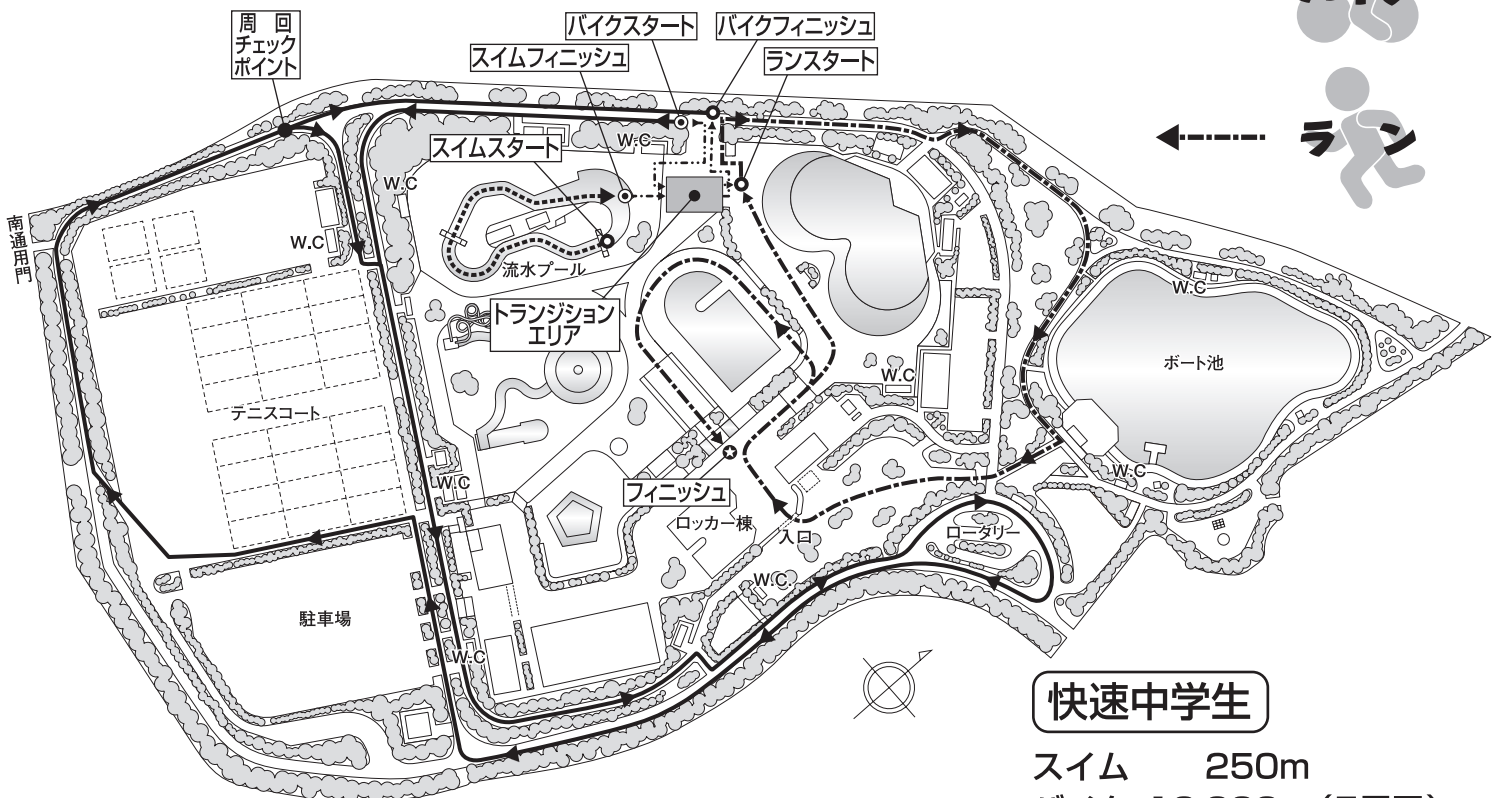 周　回
チェック
ポイント
バイクスタート
バイクフィニッシュ
スイムフィニッシュ
ランスタート
ラン
スイムスタート
W.C
W.C
W.C
南通用門
流水プール
トランジション
エリア
W.C
ボート池
W.C
テニスコート
W.C
W.C
フィニッシュ
ロッカー棟
入口
ロータリー
W.C.
駐車場
W.C
快速中学生
スイム　250m